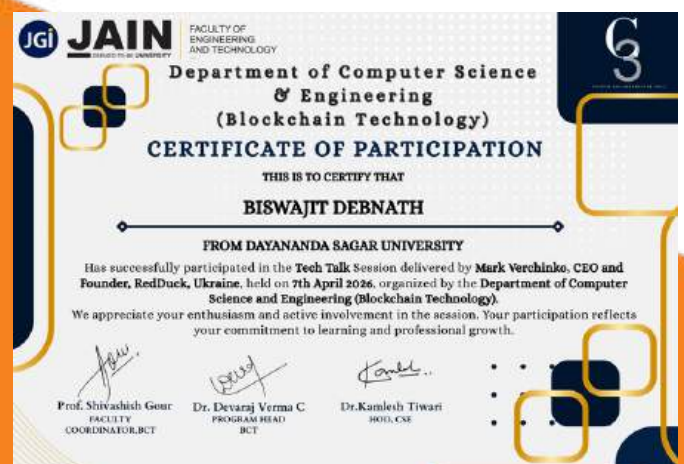 JGi JAIN
DEEMED-TO-BE UNIVERSITY
FACULTY OF
ENGINEERING
AND TECHNOLOGY
C3
Department of Computer Science
& Engineering
(Blockchain Technology)
CERTIFICATE OF PARTICIPATION
THIS IS TO CERTIFY THAT
BISWAJIT DEBNATH
FROM DAYANANDA SAGAR UNIVERSITY
Has successfully participated in the Tech Talk Session delivered by Mark Verchinko, CEO and
Founder, RedDuck, Ukraine, held on 7th April 2026, organized by the Department of Computer
Science and Engineering (Blockchain Technology).
We appreciate your enthusiasm and active involvement in the session. Your participation reflects
your commitment to learning and professional growth.
Prof. Shivashish Gour
FACULTY
COORDINATOR,BCT
Dr. Devaraj Verma C
PROGRAM HEAD
BCT
Dr.Kamlesh Tiwari
HOD, CSE